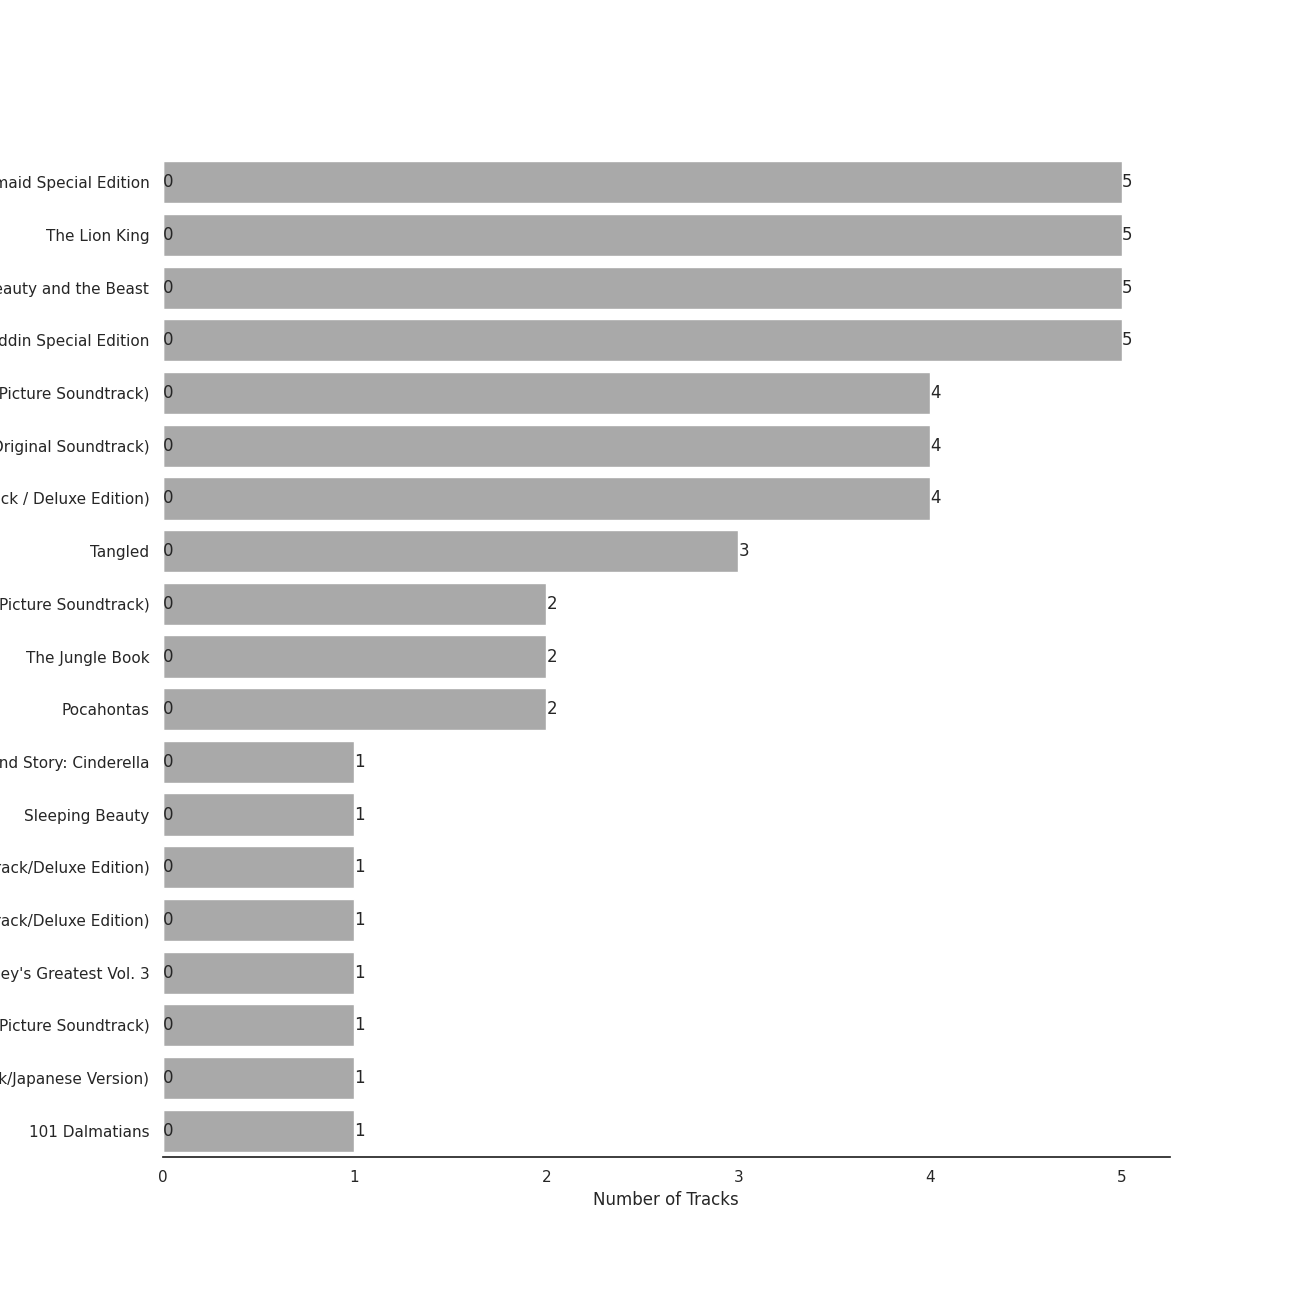 maid Special Edition 0 5
The Lion King 0 5
eauty and the Beast 0 5
ddin Special Edition 0 5
Picture Soundtrack) 0 4
Original Soundtrack) 0 4
ck / Deluxe Edition) 0 4
Tangled 0 3
Picture Soundtrack) 0 2
The Jungle Book 0 2
Pocahontas 0 2
nd Story: Cinderella 0 1
Sleeping Beauty 0 1
rack/Deluxe Edition) 0 1
rack/Deluxe Edition) 0 1
ey's Greatest Vol. 3 0 1
Picture Soundtrack) 0 1
k/Japanese Version) 0 1
101 Dalmatians 0 1
0 1 2 3 4 5
Number of Tracks